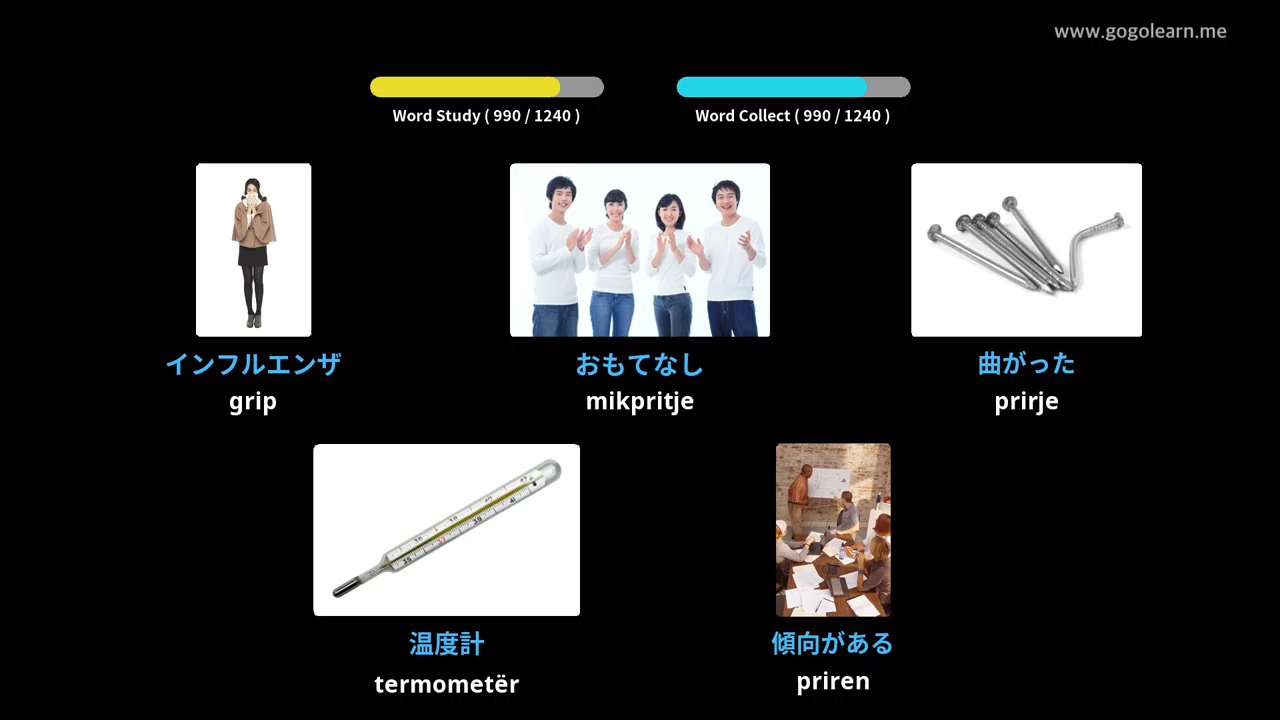 www.gogolearn.me
Word Study ( 990 / 1240 )
Word Collect ( 990 / 1240 )
インフルエンザ
grip
おもてなし
mikpritje
曲がった
prirje
温度計
termometër
傾向がある
priren